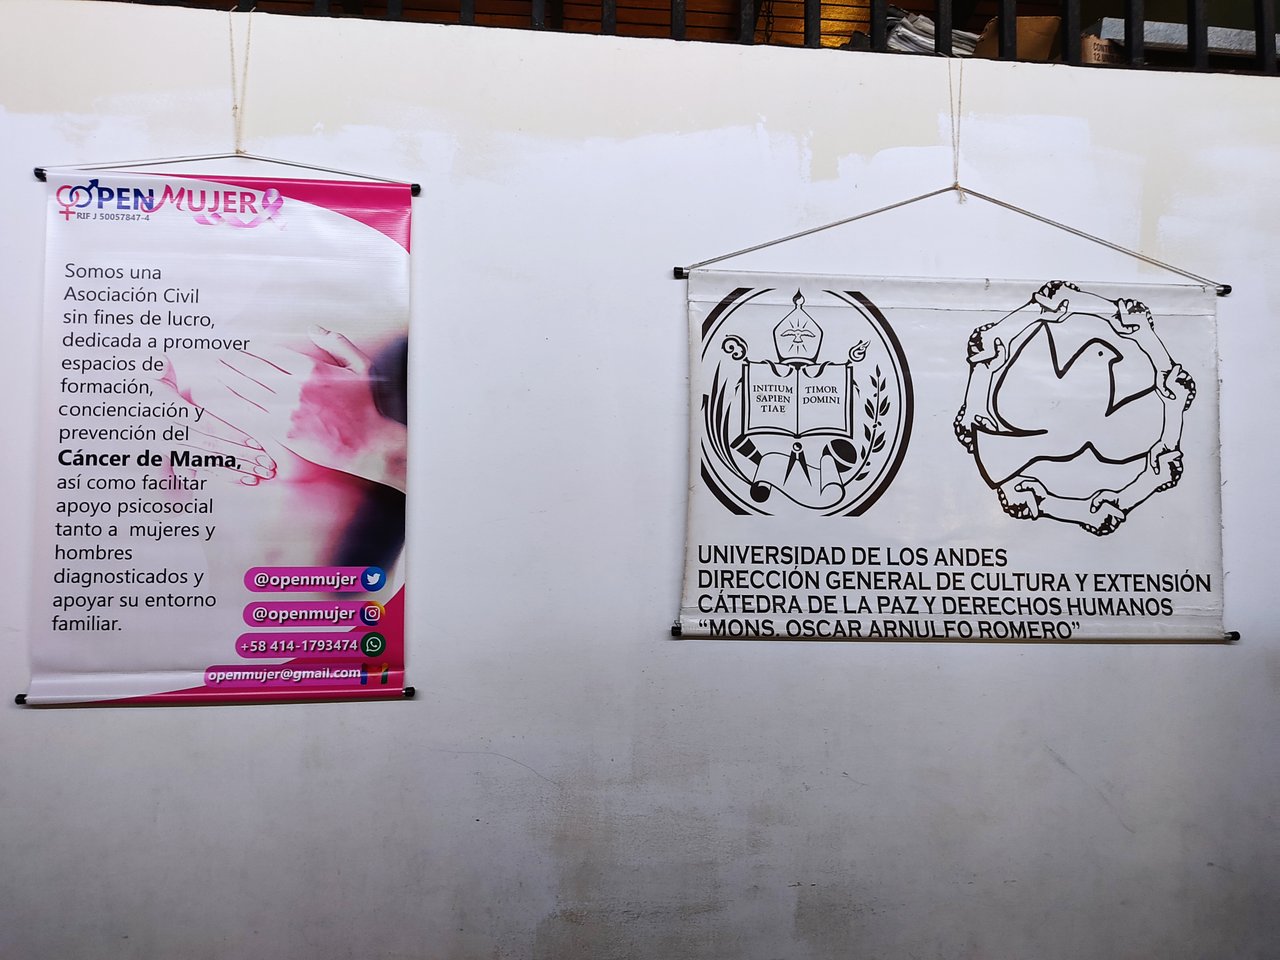 OPENMUJER
RIF J 50057847-4
Somos una
Asociación Civil
sin fines de lucro,
dedicada a promover
espacios de
formación,
concienciación y
prevención del
Cáncer de Mama,
así como facilitar
apoyo psicosocial
tanto a mujeres y
hombres
diagnosticados y
apoyar su entorno
familiar.
@openmujer
@openmujer
+58 414-1793474
openmujer@gmail.com
INITIUM
SAPIEN
TIAE
TIMOR
DOMINI
UNIVERSIDAD DE LOS ANDES
DIRECCIÓN GENERAL DE CULTURA Y EXTENSIÓN
CÁTEDRA DE LA PAZ Y DERECHOS HUMANOS
“MONS. OSCAR ARNULFO ROMERO”